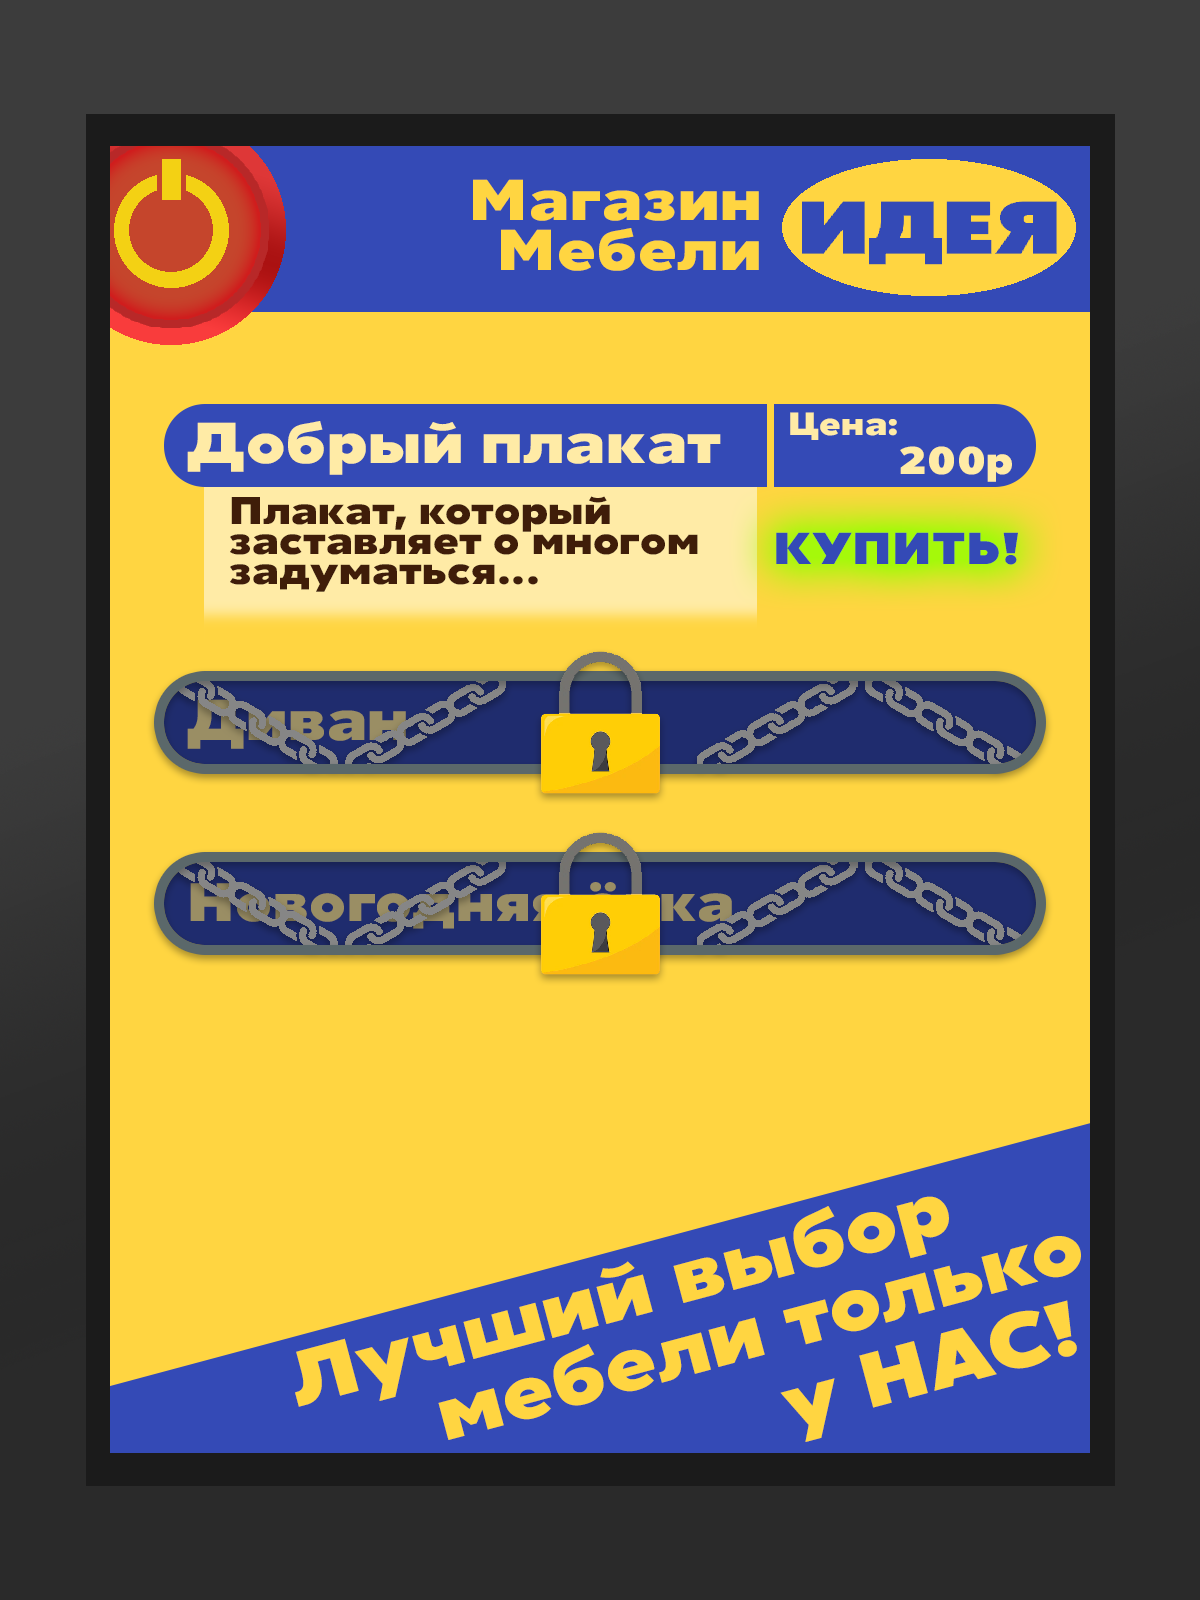 Магазин
Мебели
ИДЕЯ
Добрый плакат
Цена:
200р
Плакат, который
заставляет о многом
задуматься...
КУПИТЬ!
Диван
Новогодняя
Лучший выбор
мебели только
у НАС!